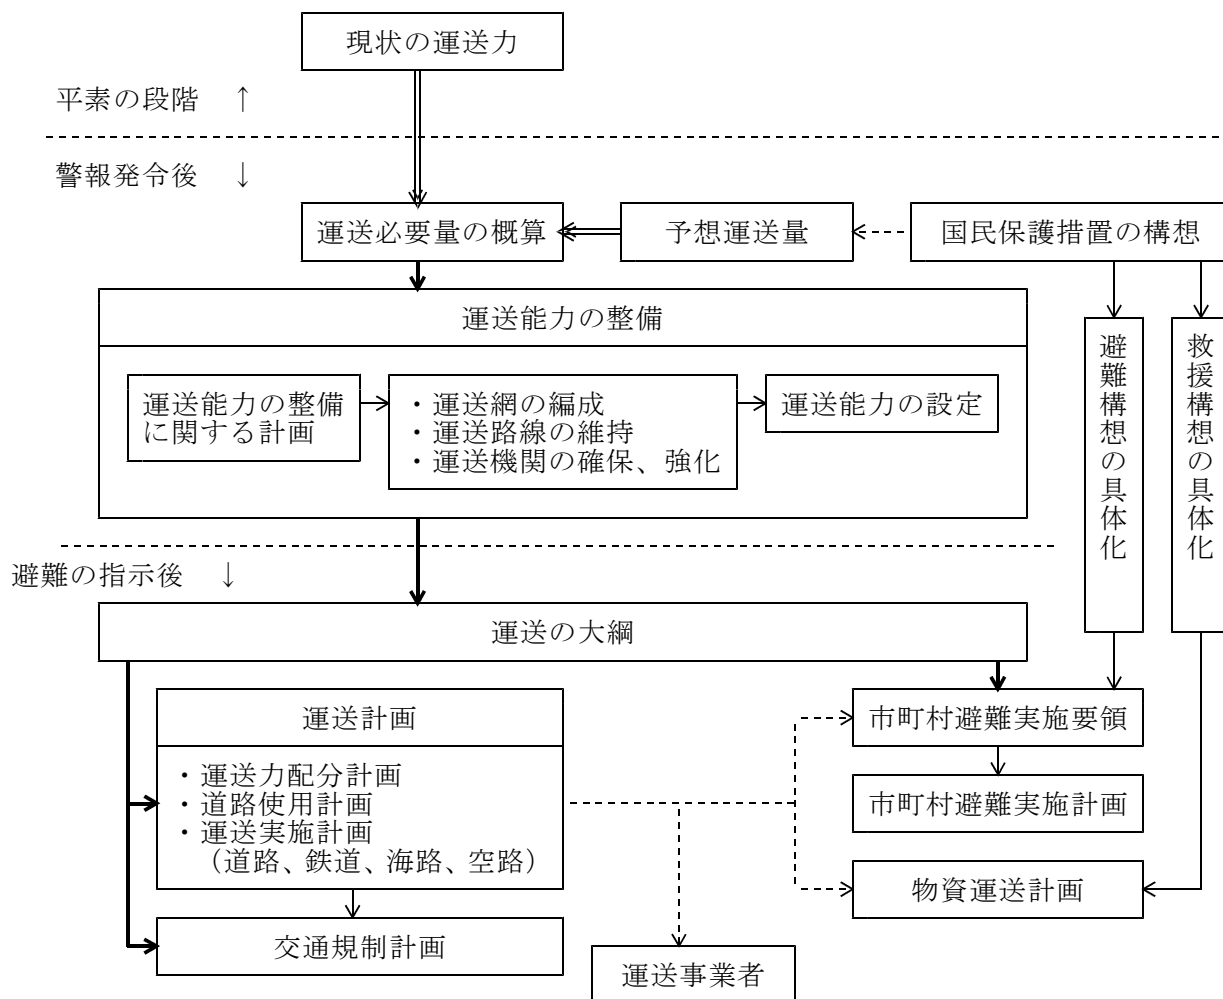 現状の運送力
平素の段階 ↑
警報発令後 ↓
運送必要量の概算
予想運送量
国民保護措置の構想
運送能力の整備
運送能力の整備
に関する計画
・運送網の編成
・運送路線の維持
・運送機関の確保、強化
運送能力の設定
避難構想の具体化
救援構想の具体化
避難の指示後 ↓
運送の大綱
運送計画
・運送力配分計画
・道路使用計画
・運送実施計画
（道路、鉄道、海路、空路）
市町村避難実施要領
市町村避難実施計画
物資運送計画
交通規制計画
運送事業者